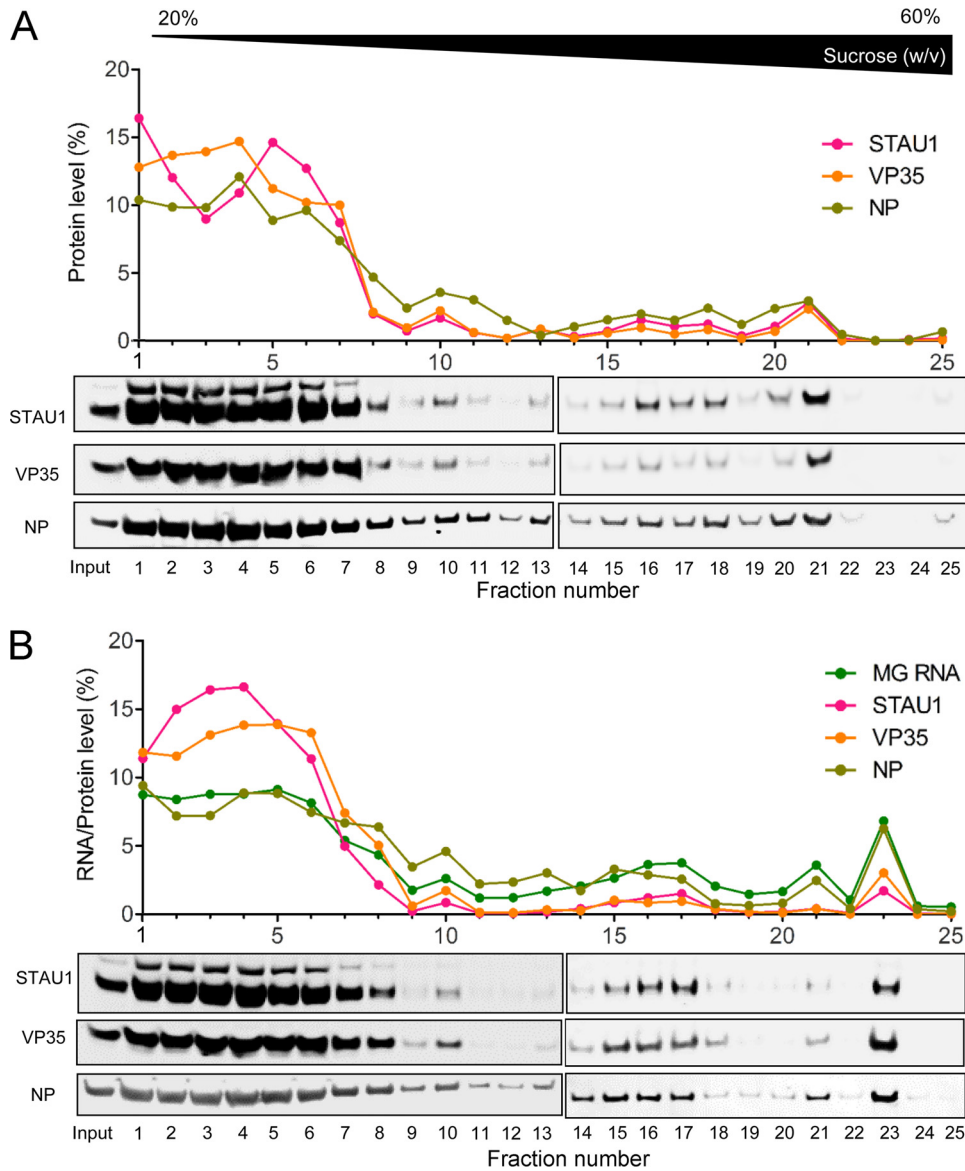 A
20%
60%
Sucrose (w/v)
20
15
10
5
0
Protein level (%)
STAU1
VP35
NP
1 5 10 15 20 25
STAU1
VP35
NP
Input 1 2 3 4 5 6 7 8 9 10 11 12 13 14 15 16 17 18 19 20 21 22 23 24 25
Fraction number
B
20
15
10
5
0
RNA/Protein level (%)
MG RNA
STAU1
VP35
NP
1 5 10 15 20 25
STAU1
VP35
NP
Input 1 2 3 4 5 6 7 8 9 10 11 12 13 14 15 16 17 18 19 20 21 22 23 24 25
Fraction number